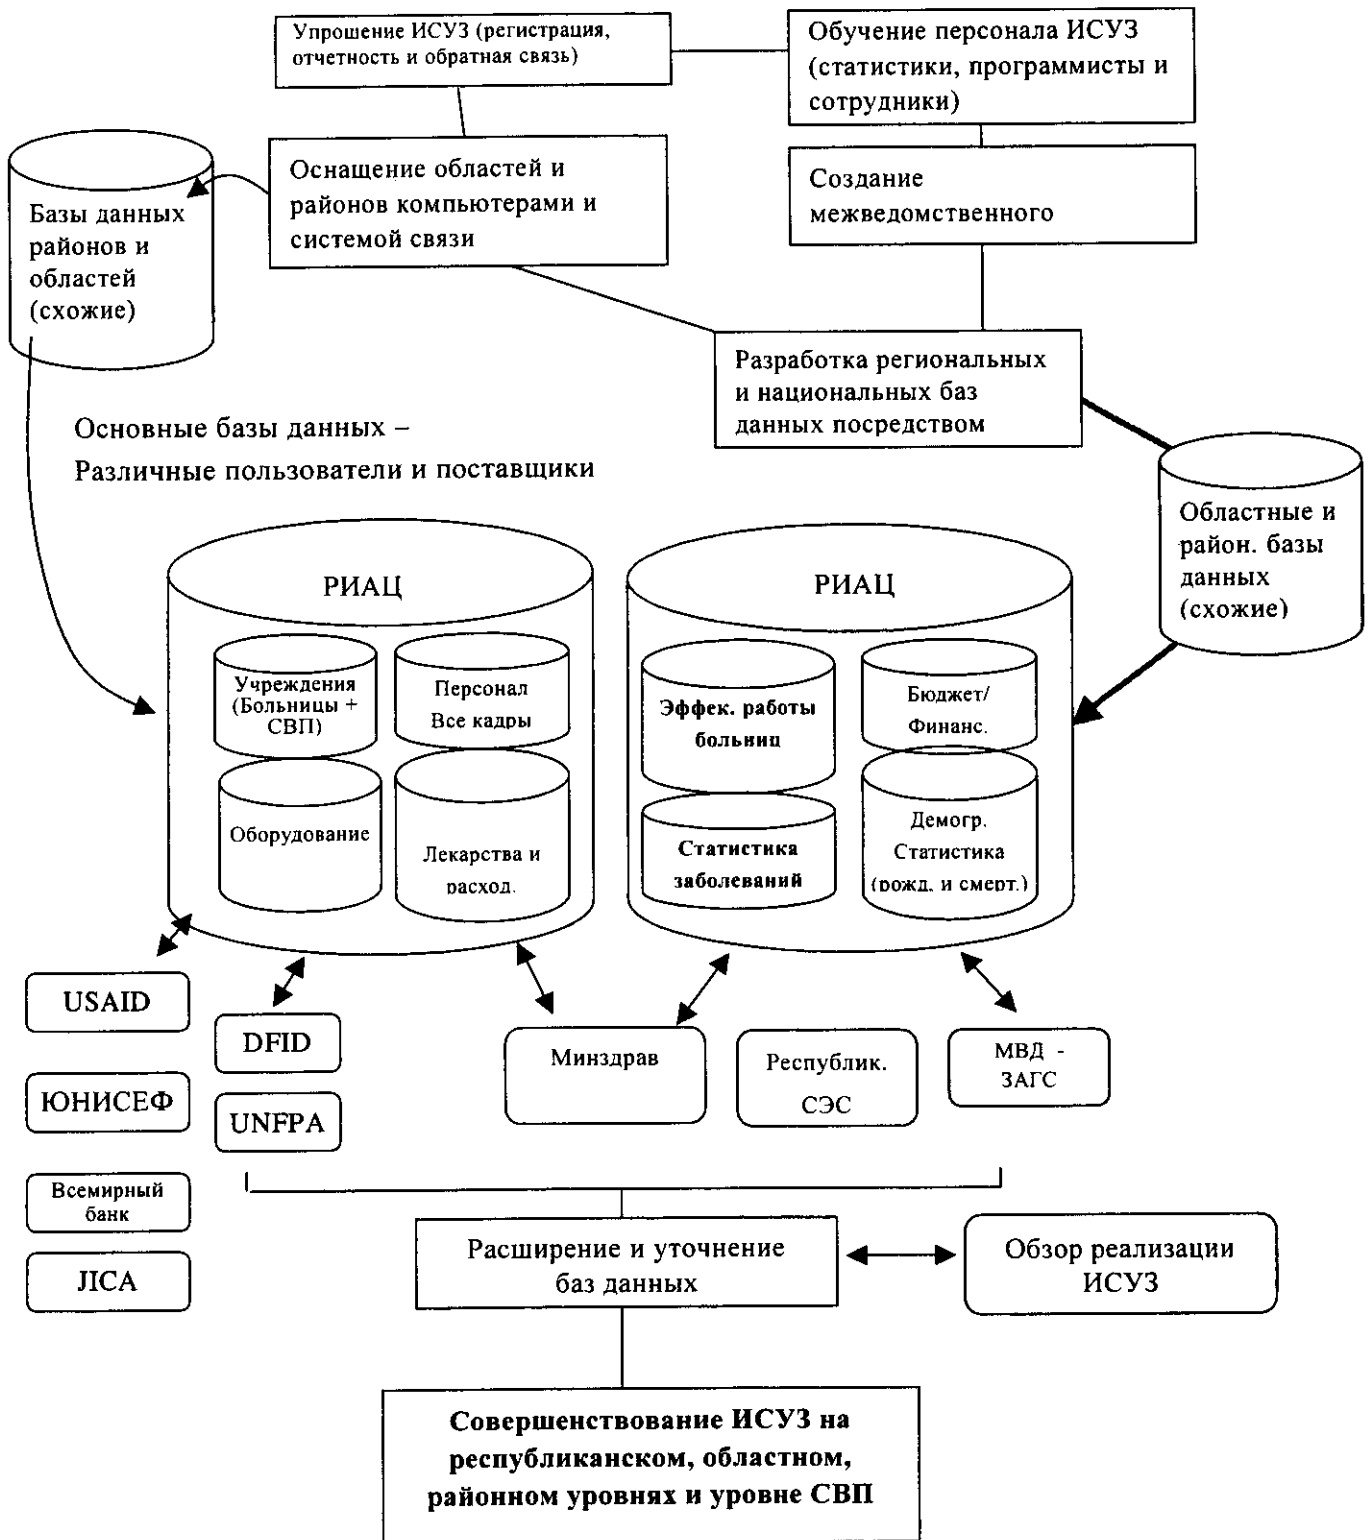 Упрошение ИСУЗ (регистрация,
отчетность и обратная связь)
Обучение персонала ИСУЗ
(статистики, программисты и
сотрудники)
Оснащение областей и
районов компьютерами и
системой связи
Создание
межведомственного
Базы данных
районов и
областей
(схожие)
Разработка региональных
и национальных баз
данных посредством
Основные базы данных –
Различные пользователи и поставщики
Областные и
район. базы
данных
(схожие)
РИАЦ
Учреждения
(Больницы +
СВП)
Персонал
Все кадры
Оборудование
Лекарства и
расход.
РИАЦ
Эффек. работы
больниц
Бюджет/
Финанс.
Статистика
заболеваний
Демогр.
Статистика
(рожд. и смерт.)
USAID
DFID
ЮНИСЕФ
UNFPA
Всемирный
банк
JICA
Минздрав
Республик.
СЭС
МВД -
ЗАГС
Расширение и уточнение
баз данных
Обзор реализации
ИСУЗ
Совершенствование ИСУЗ на
республиканском, областном,
районном уровнях и уровне СВП